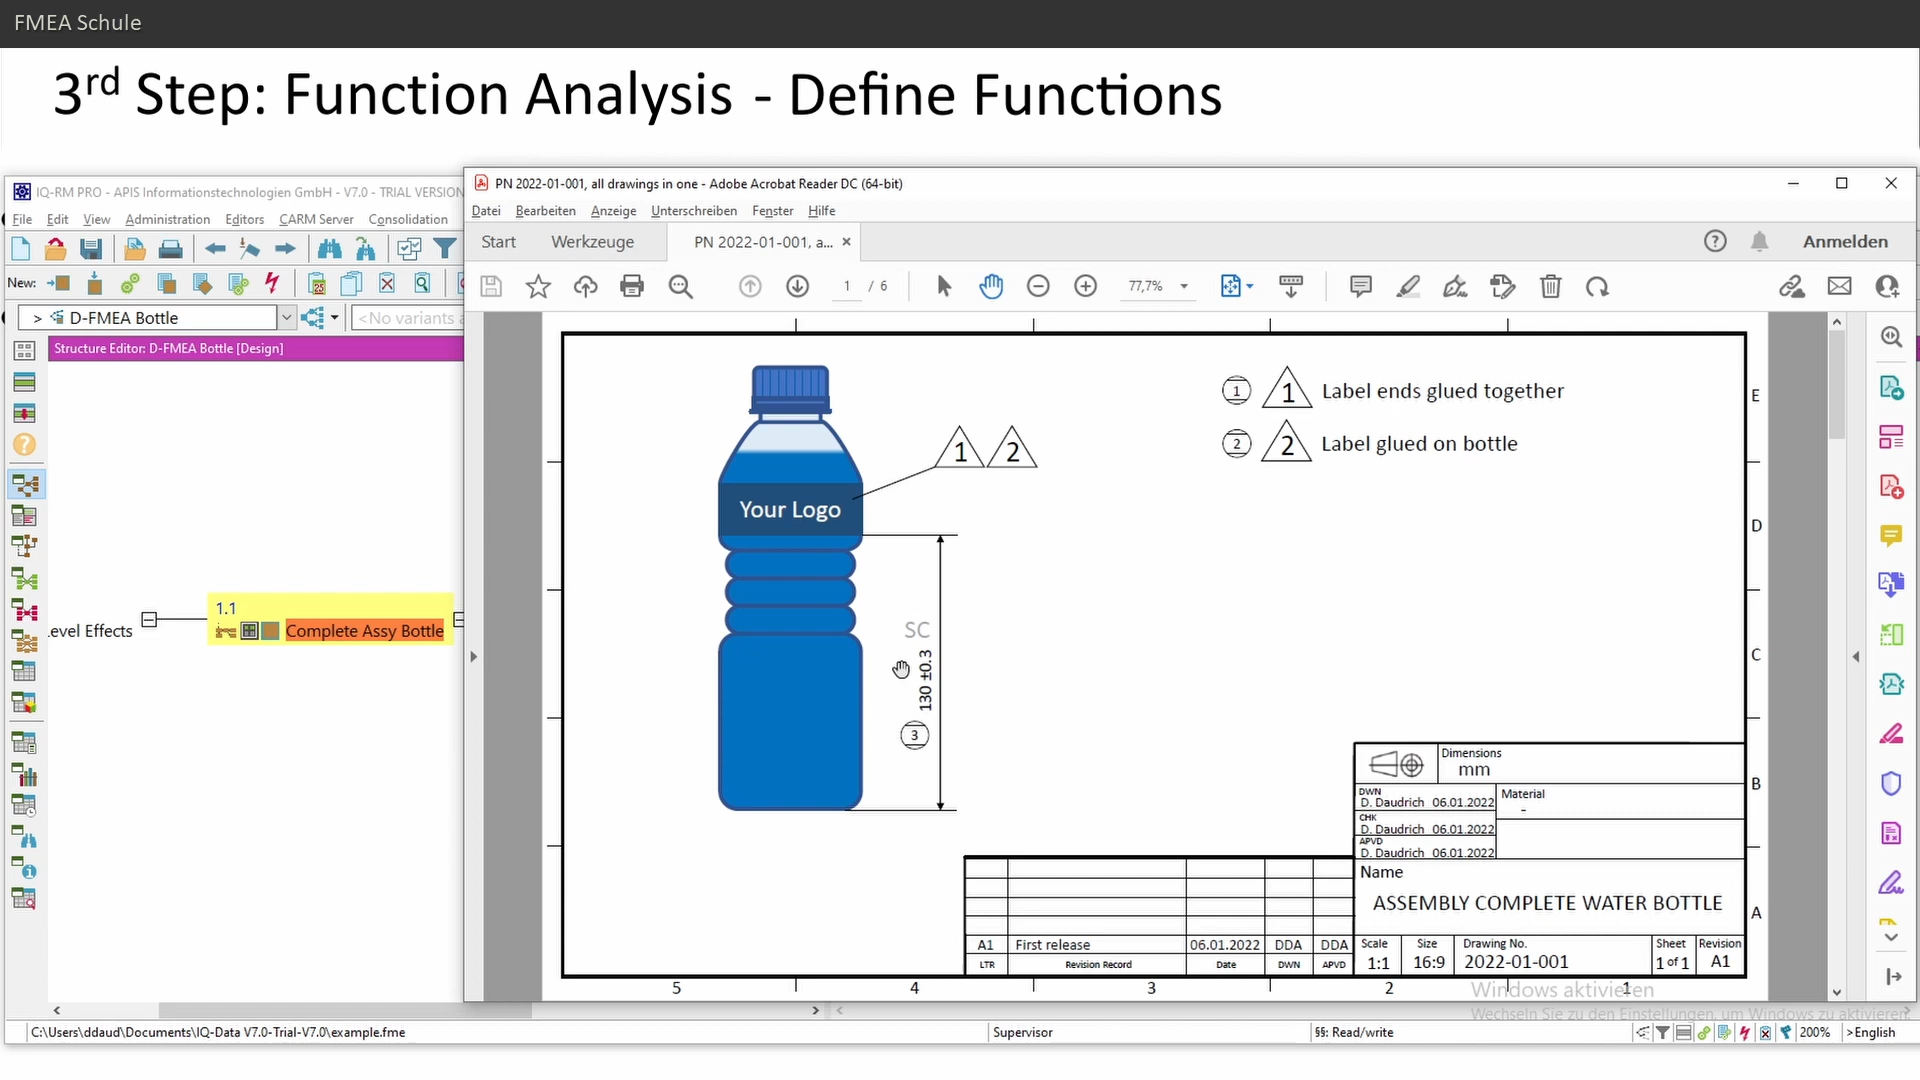 FMEA Schule
3rd Step: Function Analysis - Define Functions
IQ-RM PRO - APIS Informationstechnologien GmbH - V7.0 - TRIAL VERSION
File Edit View Administration Editors CARM Server Consolidation
New:
> D-FMEA Bottle
<No variants a
Structure Editor: D-FMEA Bottle [Design]
evel Effects
1.1
Complete Assy Bottle
PN 2022-01-001, all drawings in one - Adobe Acrobat Reader DC (64-bit)
Datei Bearbeiten Anzeige Unterschreiben Fenster Hilfe
Start Werkzeuge PN 2022-01-001, a... Anmelden
1 / 6 77,7%
1 1 Label ends glued together
2 2 Label glued on bottle
1 2
Your Logo
SC
130 ±0.3
3
E
D
C
B
A
Dimensions
mm
DWN
D. Daudrich 06.01.2022
CHK
D. Daudrich 06.01.2022
APVD
D. Daudrich 06.01.2022
Material
-
Name
ASSEMBLY COMPLETE WATER BOTTLE
A1 First release 06.01.2022 DDA DDA
LTR Revision Record Date DWN APVD
Scale Size Drawing No. Sheet Revision
1:1 16:9 2022-01-001 1 of 1 A1
5 4 3 2 1
Windows aktivieren
Wechseln Sie zu den Einstellungen, um Windows zu aktivieren.
C:\Users\ddaud\Documents\IQ-Data V7.0-Trial-V7.0\example.fme
Supervisor
§§: Read/write
200% >English